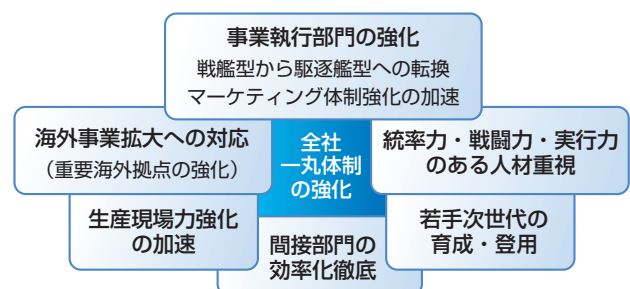 事業執行部門の強化
戦艦型から駆逐艦型への転換
マーケティング体制強化の加速
海外事業拡大への対応
（重要海外拠点の強化）
全社
一丸体制
の強化
統率力・戦闘力・実行力
のある人材重視
生産現場力強化
の加速
間接部門の
効率化徹底
若手次世代の
育成・登用